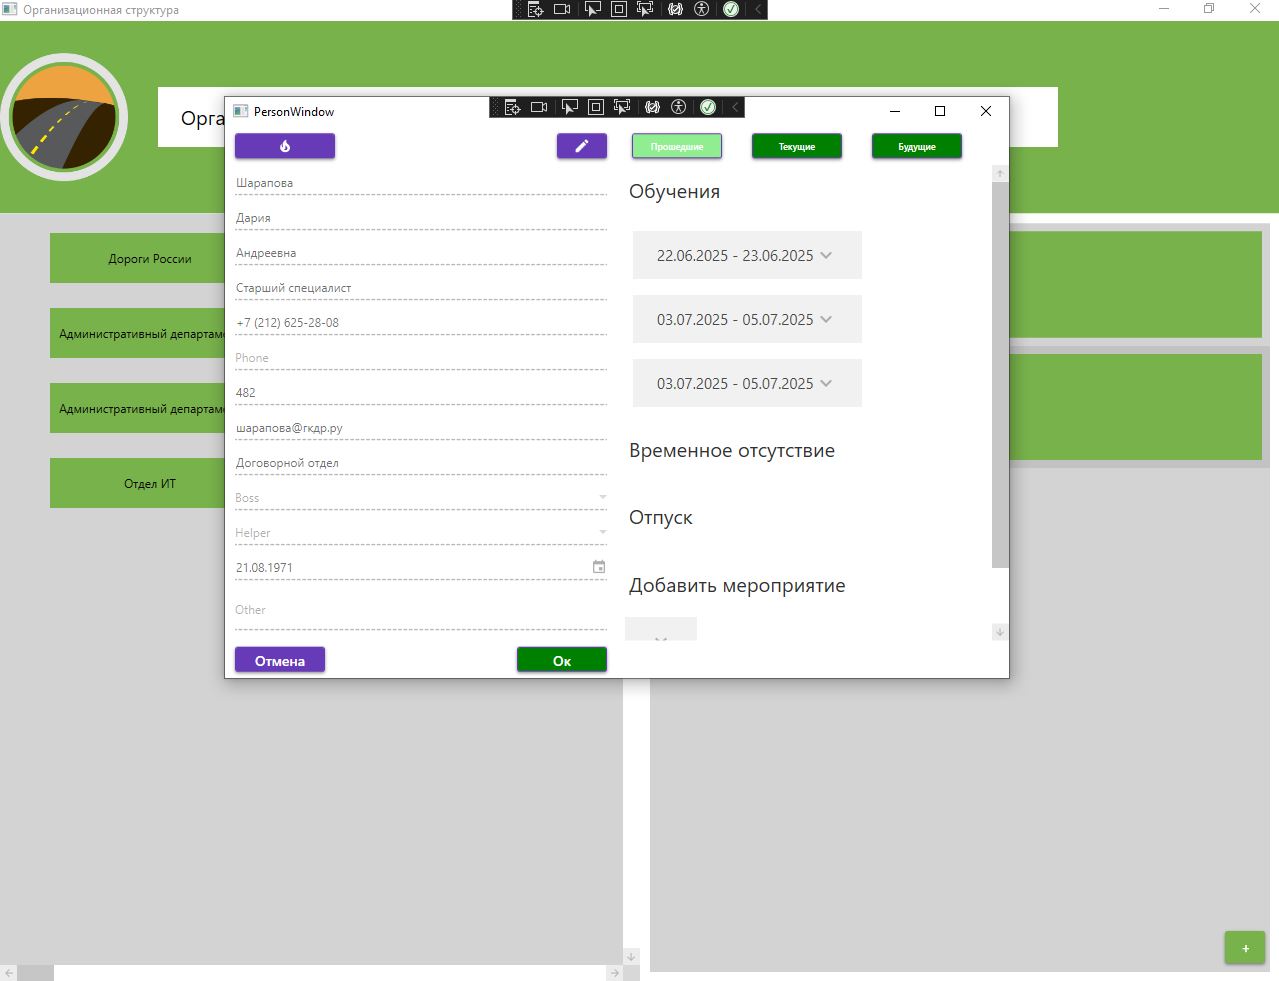 Организационная структура
Орга
PersonWindow
Прошедшие
Текущие
Будущие
Шарапова
Дария
Андреевна
Старший специалист
+7 (212) 625-28-08
Phone
482
шарапова@гкдр.ру
Договорной отдел
Boss
Helper
21.08.1971
Other
Отмена
Ок
Обучения
22.06.2025 - 23.06.2025
03.07.2025 - 05.07.2025
03.07.2025 - 05.07.2025
Временное отсутствие
Отпуск
Добавить мероприятие
Дороги России
Административный департаме
Административный департаме
Отдел ИТ
+